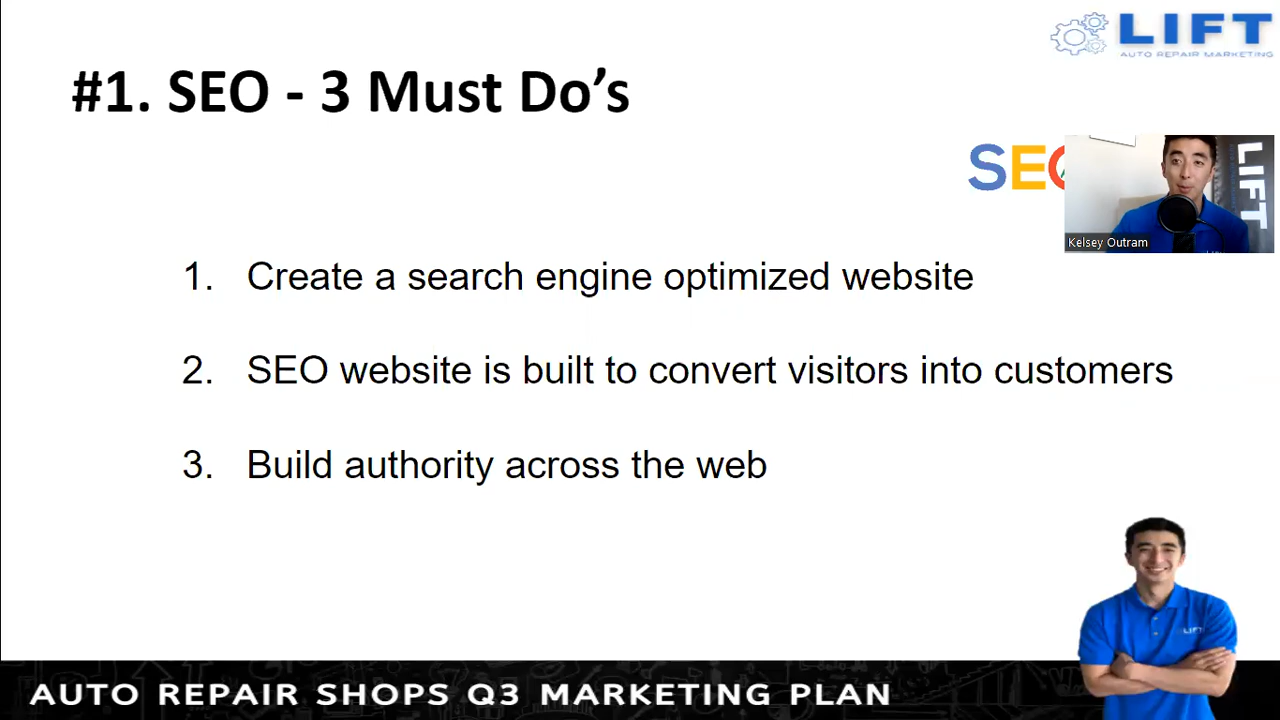 LIFT
AUTO REPAIR MARKETING
#1. SEO - 3 Must Do's
SEO
LIFT
Kelsey Outram
1. Create a search engine optimized website
2. SEO website is built to convert visitors into customers
3. Build authority across the web
LIFT
AUTO REPAIR SHOPS Q3 MARKETING PLAN